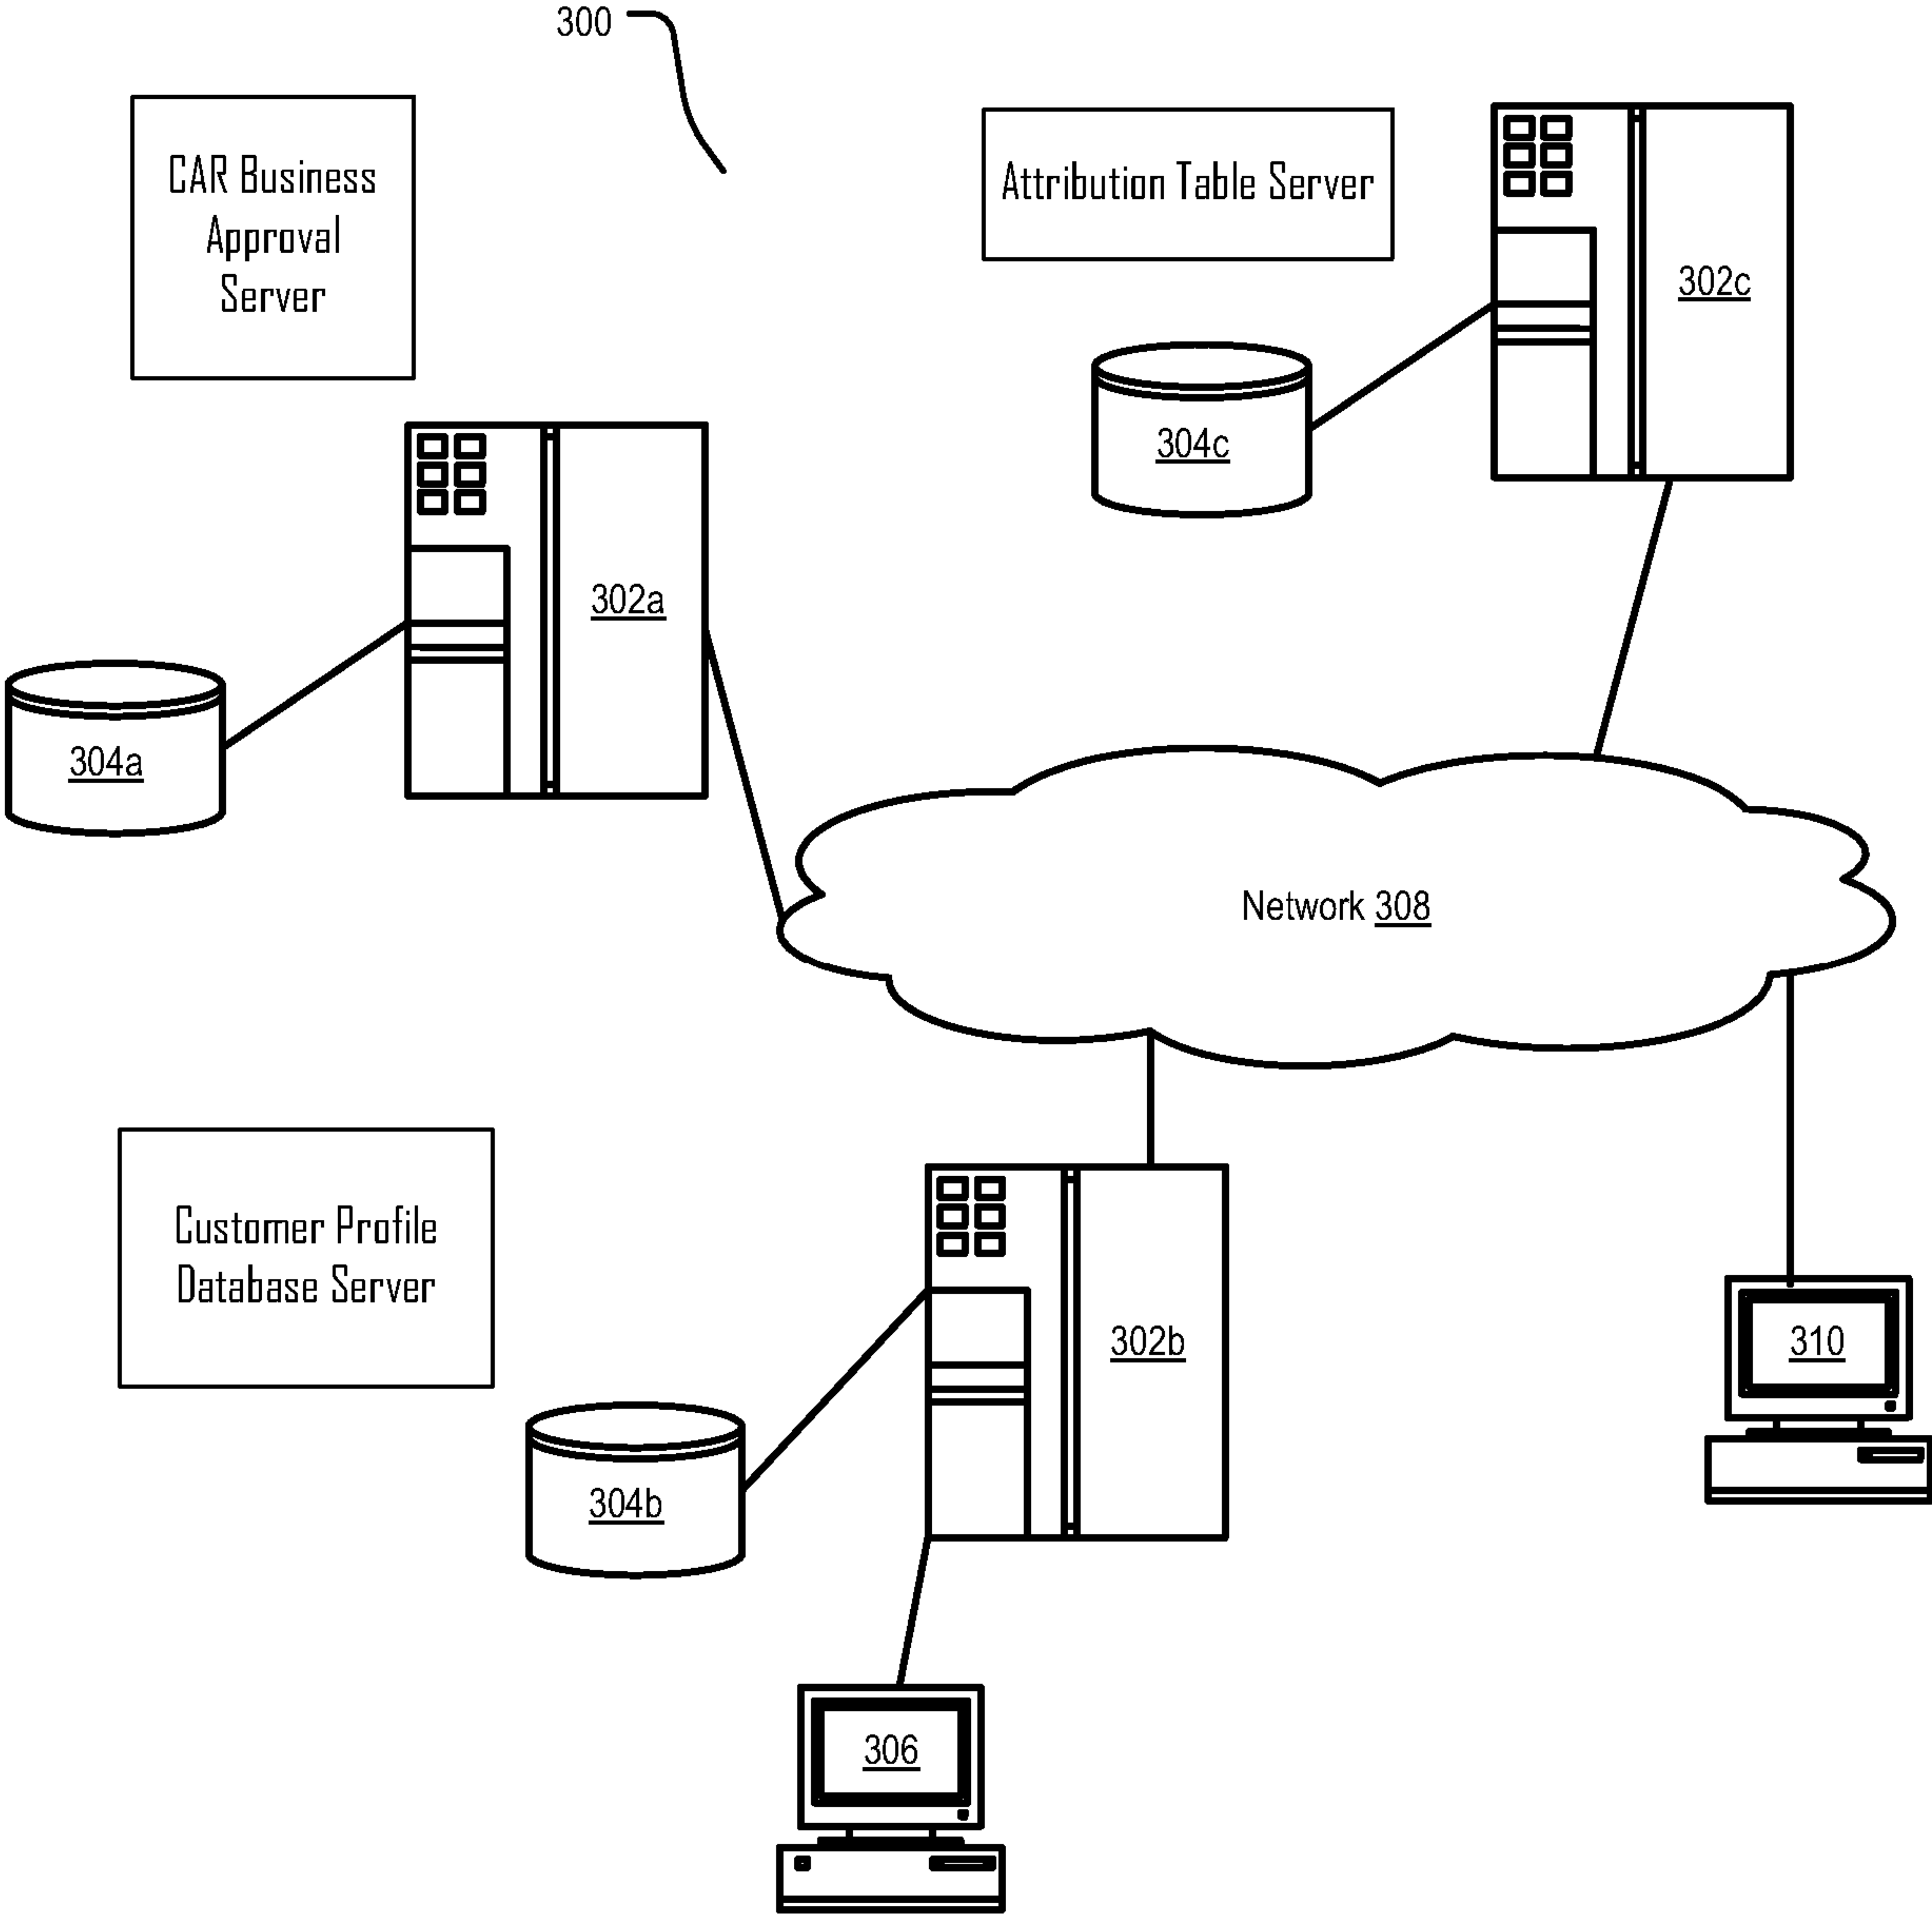 300
CAR Business
Approval
Server
Attribution Table Server
302c
304c
302a
304a
Network 308
Customer Profile
Database Server
302b
310
304b
306